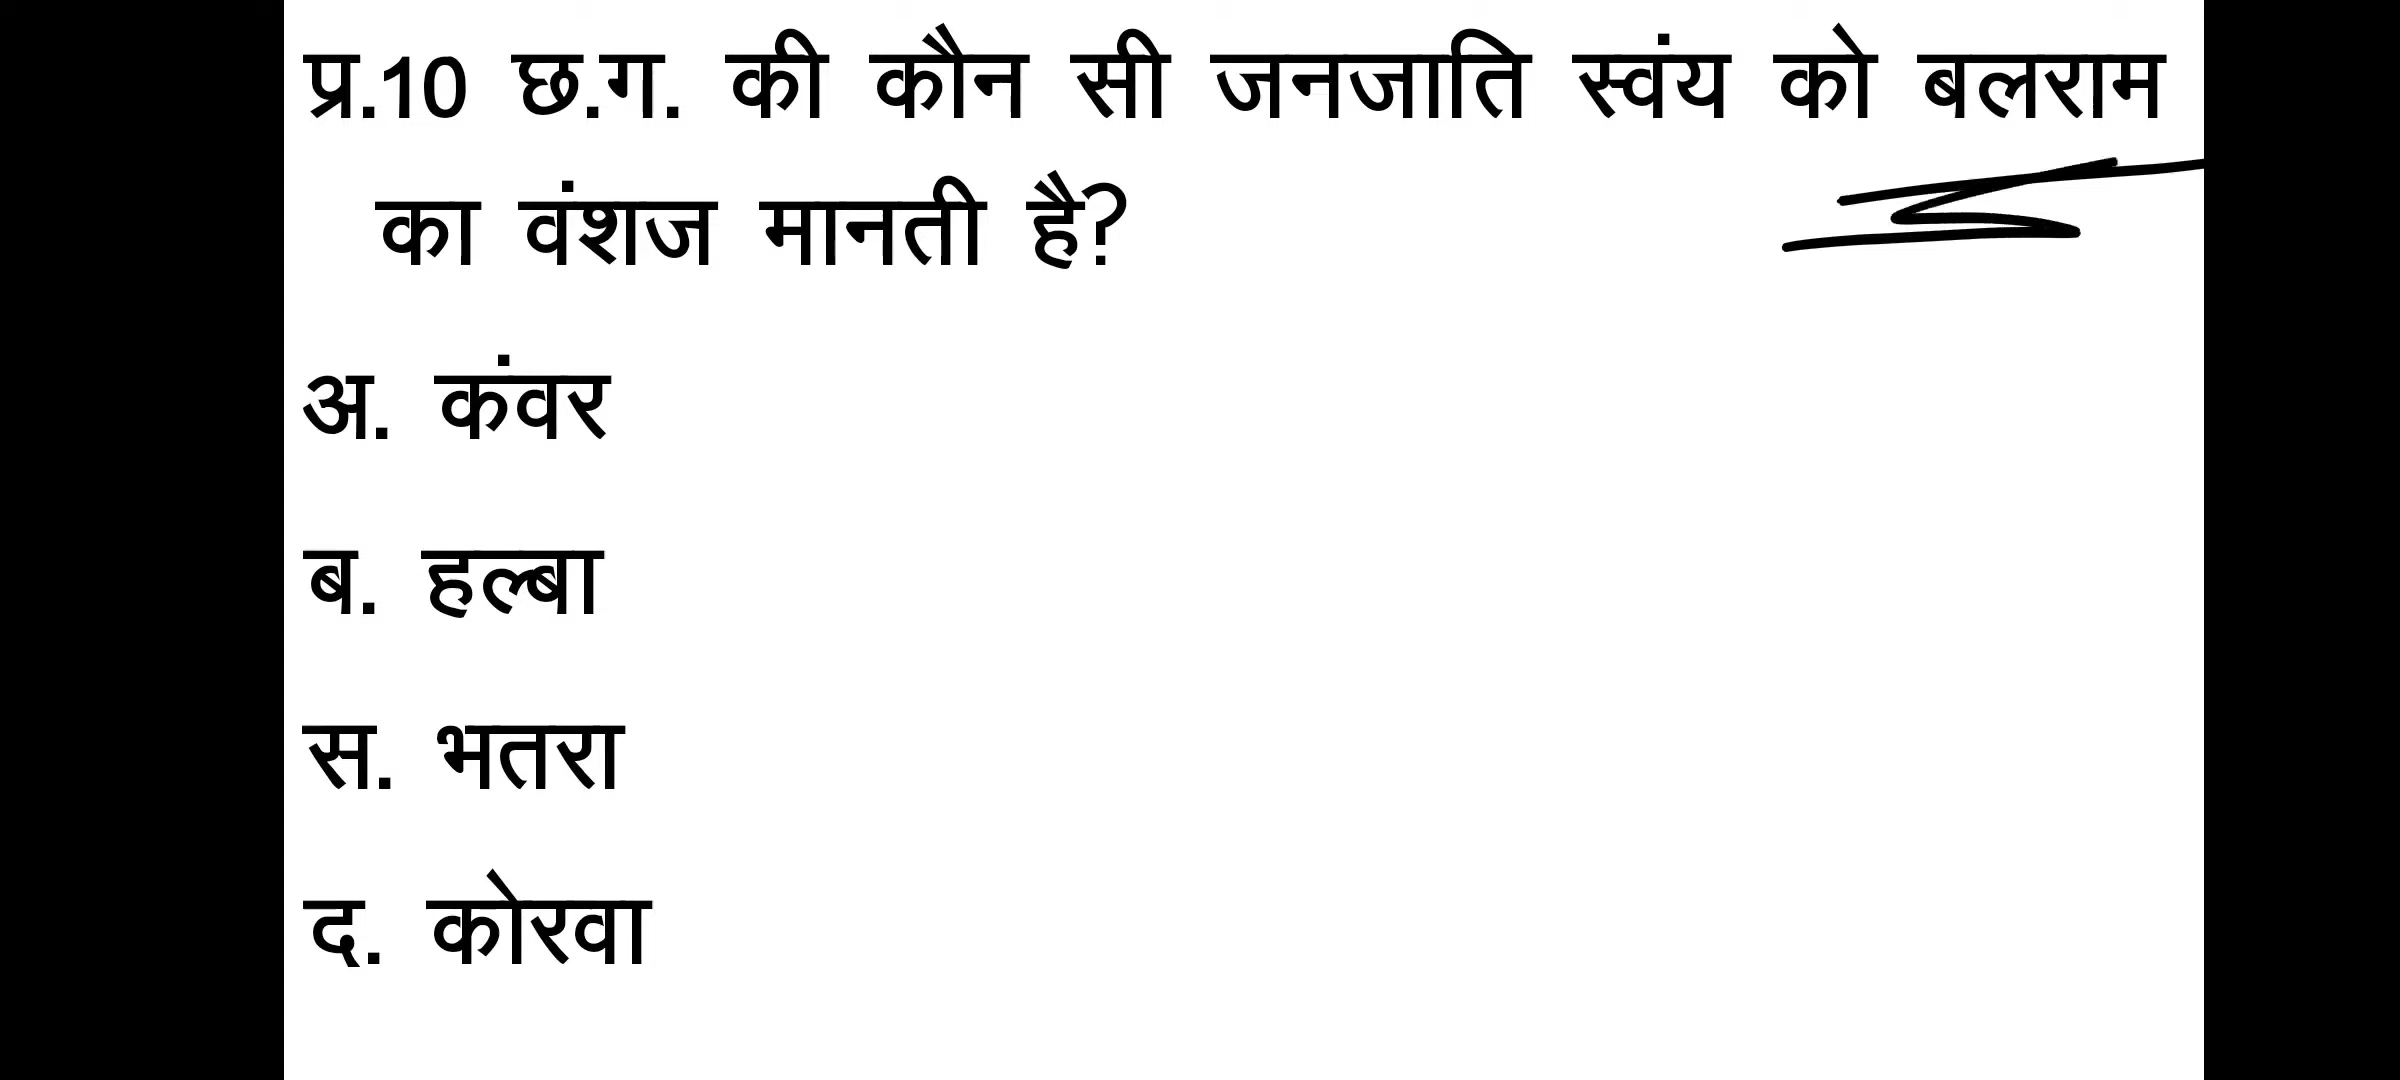 प्र.10 छ.ग. की कौन सी जनजाति स्वंय को बलराम
का वंशज मानती है?
अ. कंवर
ब. हल्बा
स. भतरा
द. कोरवा